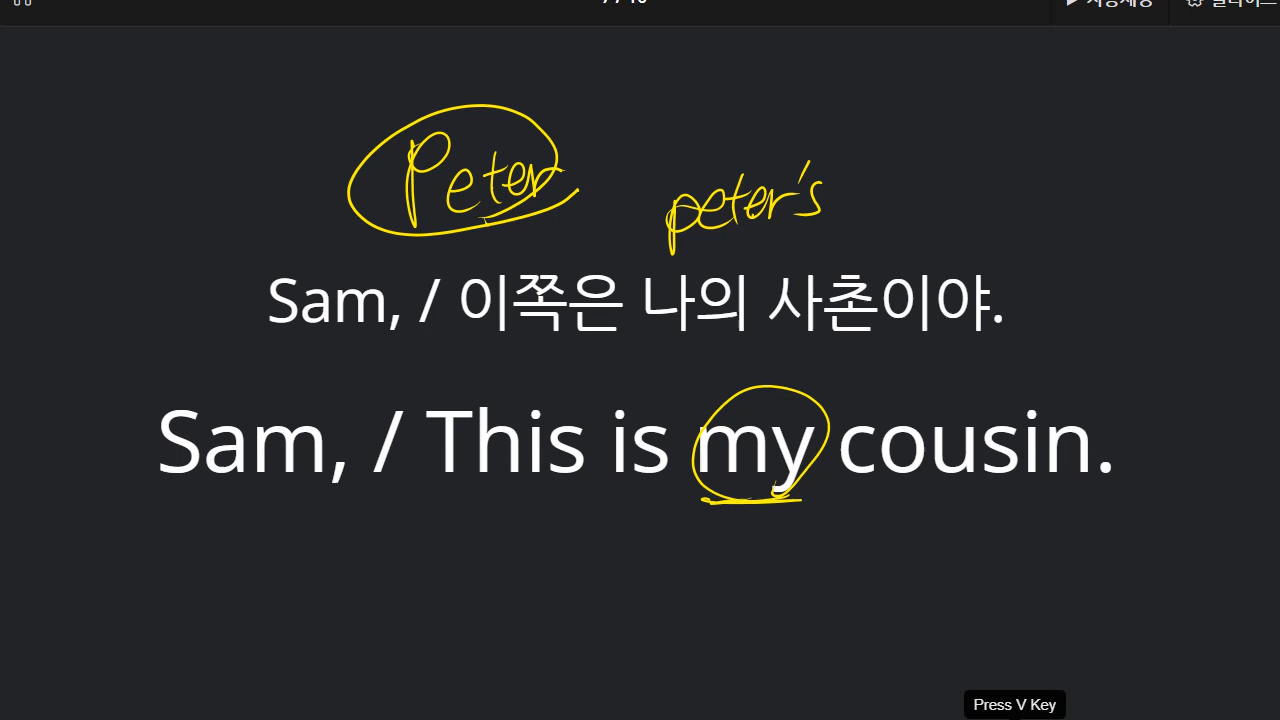 Peter peter's
Sam, / 이쪽은 나의 사촌이야.
Sam, / This is my cousin.
Press V Key